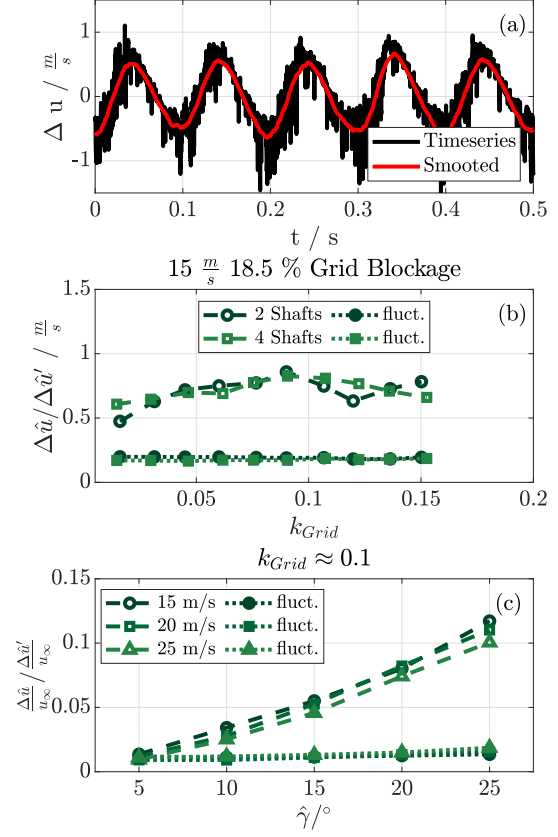 (a)
1
0
-1
Δ u / m/s
Timeseries
Smooted
0
0.1
0.2
0.3
0.4
0.5
t / s
15 m/s 18.5 % Grid Blockage
(b)
1.5
1
0.5
0
Δû/Δû′ / m/s
2 Shafts
fluct.
4 Shafts
fluct.
0.05
0.1
0.15
0.2
k_Grid
k_Grid ≈ 0.1
(c)
0.15
0.1
0.05
0
Δû/u∞ / Δû′/u∞
15 m/s
fluct.
20 m/s
fluct.
25 m/s
fluct.
5
10
15
20
25
γ̂/°